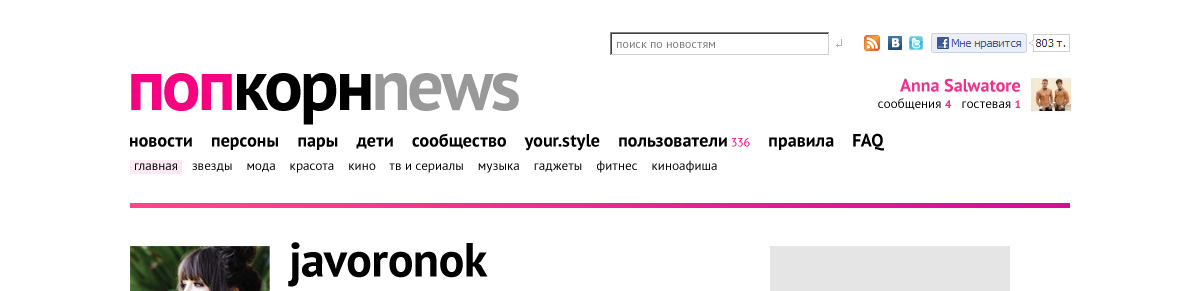 поиск по новостям
Мне нравится 803 т.
попкорнnews
Anna Salwatore
сообщения 4 гостевая 1
новости персоны пары дети сообщество your.style пользователи 336 правила FAQ
главная звезды мода красота кино тв и сериалы музыка гаджеты фитнес киноафиша
javoronok